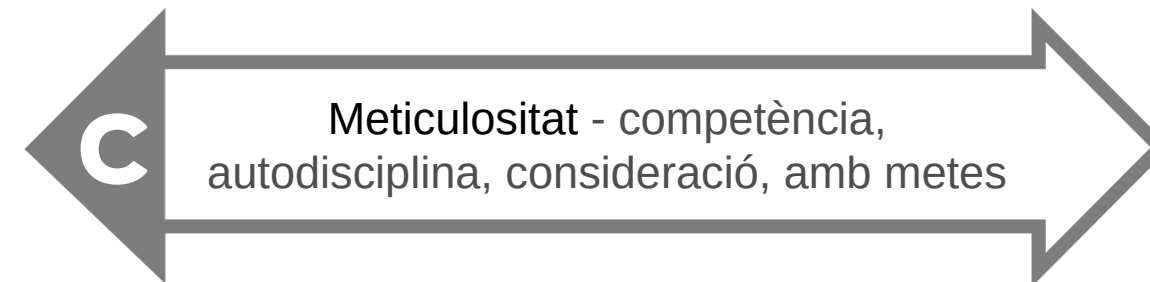 C
Meticulositat - competència,
autodisciplina, consideració, amb metes